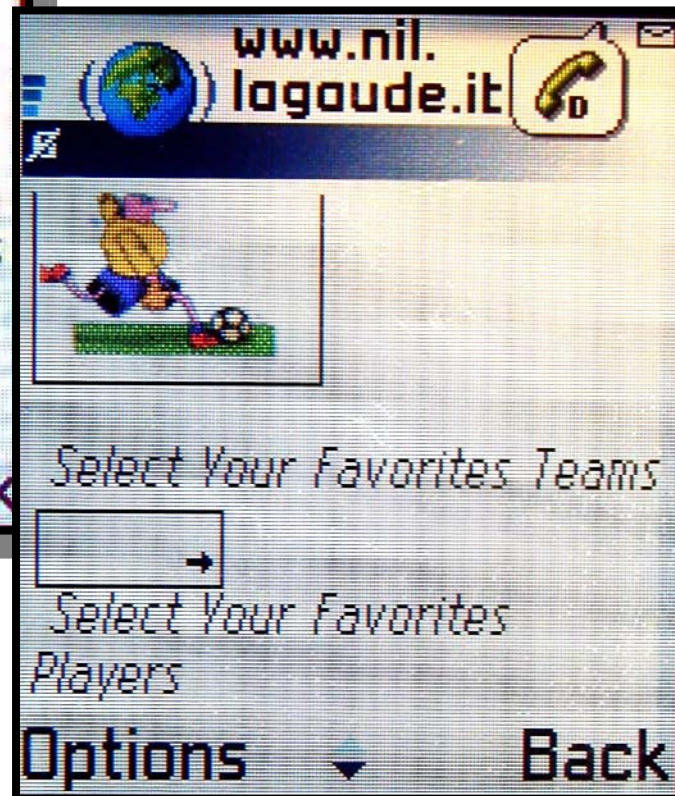 www.nil.
lagaude.it
D
Select Your Favorites Teams
Select Your Favorites
Players
Options
Back